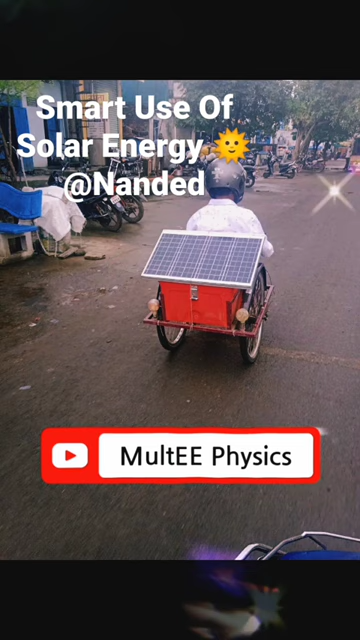 Smart Use Of
Solar Energy 🌞
@Nanded
MultEE Physics